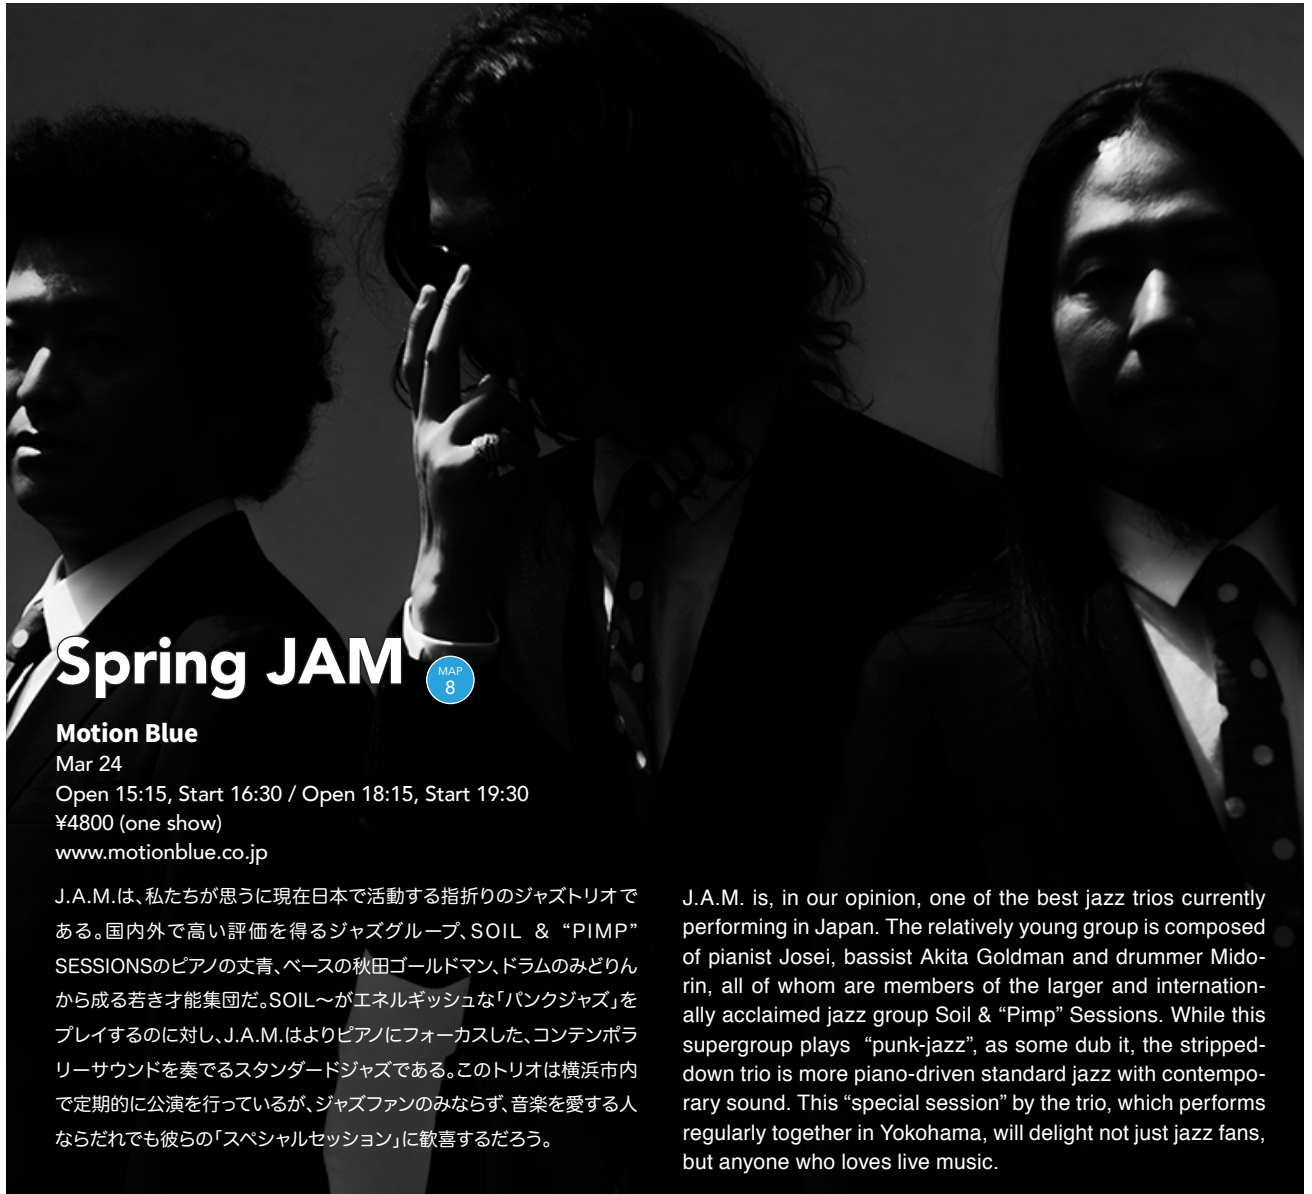 Spring JAM
MAP
8
Motion Blue
Mar 24
Open 15:15, Start 16:30 / Open 18:15, Start 19:30
¥4800 (one show)
www.motionblue.co.jp
J.A.M.は、私たちが思うに現在日本で活動する指折りのジャズトリオで
ある。国内外で高い評価を得るジャズグループ、SOIL & “PIMP”
SESSIONSのピアノの丈青、ベースの秋田ゴールドマン、ドラムのみどりん
から成る若き才能集団だ。SOIL〜がエネルギッシュな「パンクジャズ」を
プレイするのに対し、J.A.M.はよりピアノにフォーカスした、コンテンポラ
リーサウンドを奏でるスタンダードジャズである。このトリオは横浜市内
で定期的に公演を行っているが、ジャズファンのみならず、音楽を愛する人
ならだれでも彼らの「スペシャルセッション」に歓喜するだろう。
J.A.M. is, in our opinion, one of the best jazz trios currently
performing in Japan. The relatively young group is composed
of pianist Josei, bassist Akita Goldman and drummer Mido-
rin, all of whom are members of the larger and internation-
ally acclaimed jazz group Soil & “Pimp” Sessions. While this
supergroup plays “punk-jazz”, as some dub it, the stripped-
down trio is more piano-driven standard jazz with contempo-
rary sound. This “special session” by the trio, which performs
regularly together in Yokohama, will delight not just jazz fans,
but anyone who loves live music.